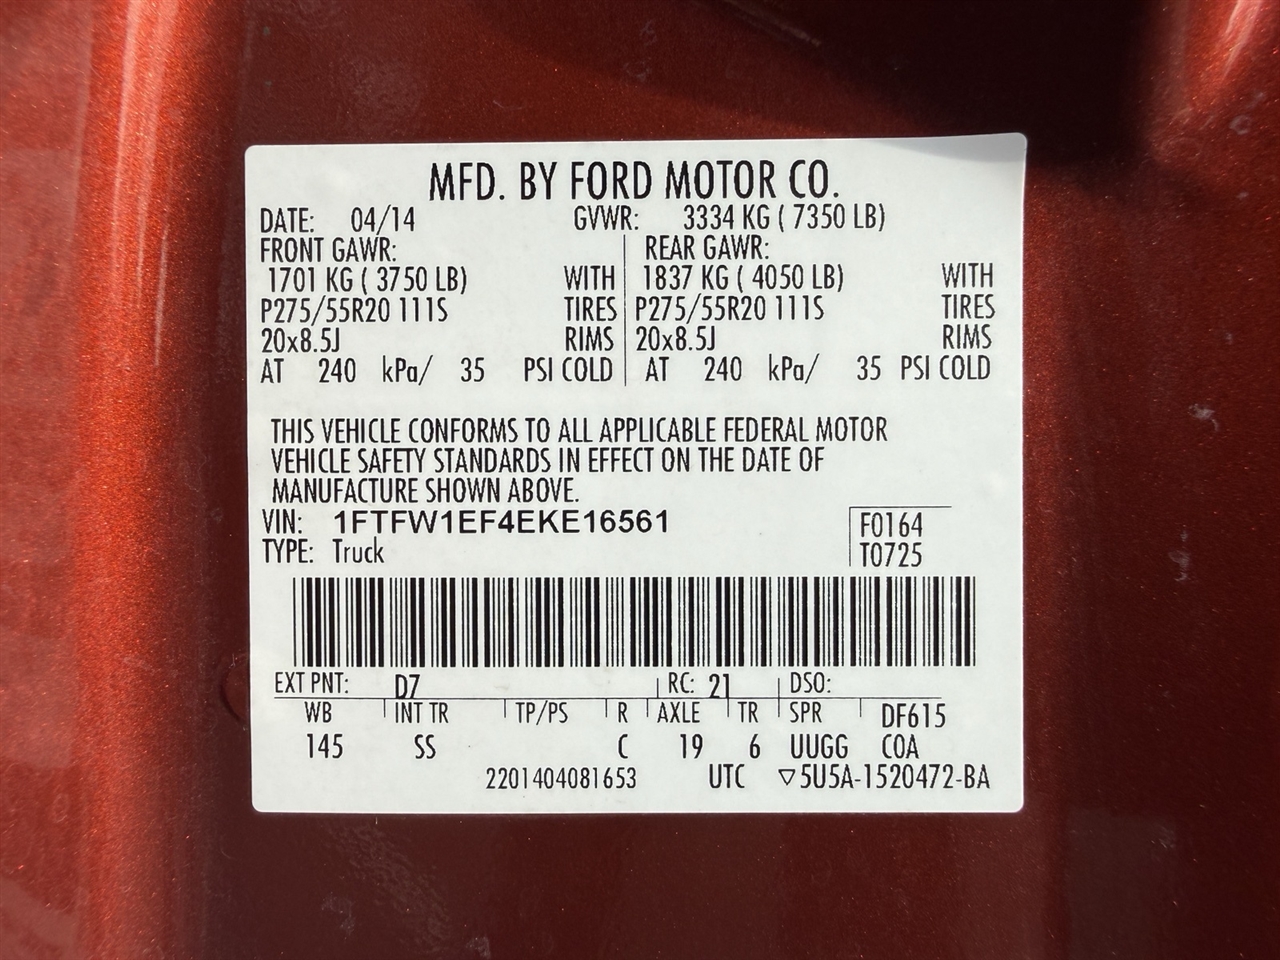 MFD. BY FORD MOTOR CO.
DATE: 04/14 GVWR: 3334 KG ( 7350 LB)
FRONT GAWR: REAR GAWR:
1701 KG ( 3750 LB) WITH 1837 KG ( 4050 LB) WITH
P275/55R20 111S TIRES P275/55R20 111S TIRES
20x8.5J RIMS 20x8.5J RIMS
AT 240 kPa/ 35 PSI COLD AT 240 kPa/ 35 PSI COLD
THIS VEHICLE CONFORMS TO ALL APPLICABLE FEDERAL MOTOR
VEHICLE SAFETY STANDARDS IN EFFECT ON THE DATE OF
MANUFACTURE SHOWN ABOVE.
VIN: 1FTFW1EF4EKE16561 F0164
TYPE: Truck T0725
EXT PNT: D7 RC: 21 DSO:
WB INT TR TP/PS R AXLE TR SPR DF615
145 SS C 19 6 UUGG COA
2201404081653 UTC ▽5U5A-1520472-BA